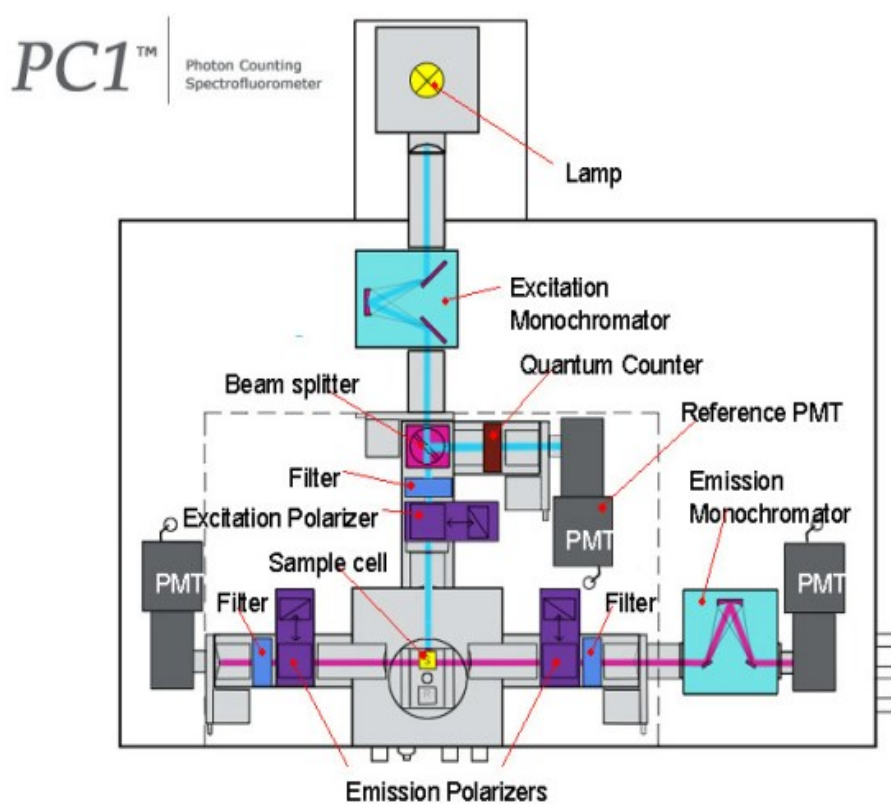 PC1™
Photon Counting
Spectrofluorometer
Lamp
Excitation
Monochromator
Quantum Counter
Beam splitter
Reference PMT
Filter
Emission
Monochromator
Excitation Polarizer
PMT
Sample cell
PMT
PMT
Filter
Filter
S
R
Emission Polarizers